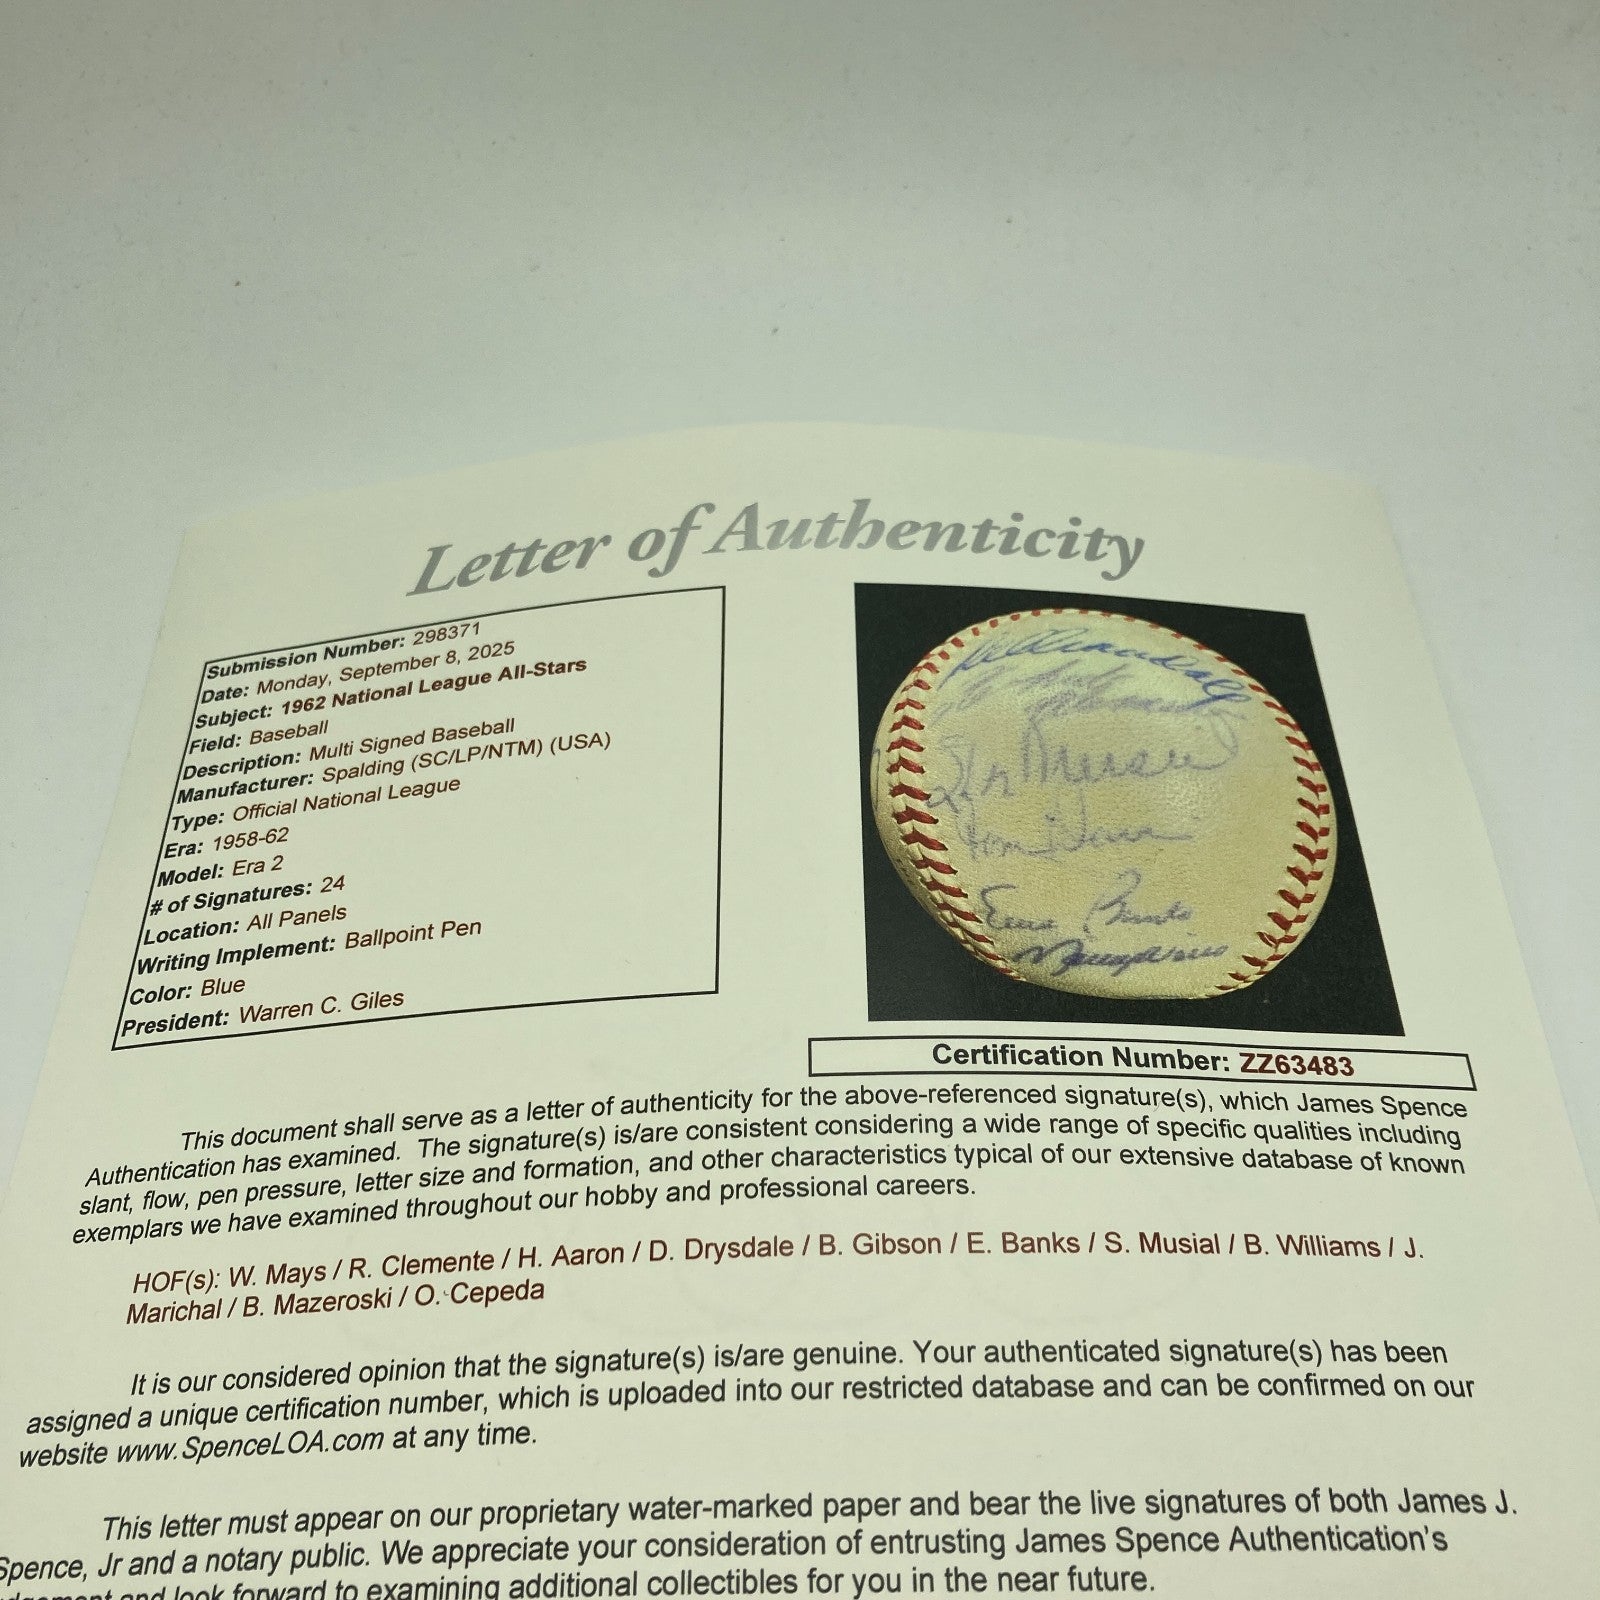 Letter of Authenticity
Submission Number: 298371
Date: Monday, September 8, 2025
Subject: 1962 National League All-Stars
Field: Baseball
Description: Multi Signed Baseball
Manufacturer: Spalding (SC/LP/NTM) (USA)
Type: Official National League
Era: 1958-62
Model: Era 2
# of Signatures: 24
Location: All Panels
Writing Implement: Ballpoint Pen
Color: Blue
President: Warren C. Giles
Stan Musial
Tom Davis
Ernie Banks
Maury Wills
Certification Number: ZZ63483
This document shall serve as a letter of authenticity for the above-referenced signature(s), which James Spence
Authentication has examined. The signature(s) is/are consistent considering a wide range of specific qualities including
slant, flow, pen pressure, letter size and formation, and other characteristics typical of our extensive database of known
exemplars we have examined throughout our hobby and professional careers.
HOF(s): W. Mays / R. Clemente / H. Aaron / D. Drysdale / B. Gibson / E. Banks / S. Musial / B. Williams / J.
Marichal / B. Mazeroski / O. Cepeda
It is our considered opinion that the signature(s) is/are genuine. Your authenticated signature(s) has been
assigned a unique certification number, which is uploaded into our restricted database and can be confirmed on our
website www.SpenceLOA.com at any time.
This letter must appear on our proprietary water-marked paper and bear the live signatures of both James J.
Spence, Jr and a notary public. We appreciate your consideration of entrusting James Spence Authentication's
and look forward to examining additional collectibles for you in the near future.